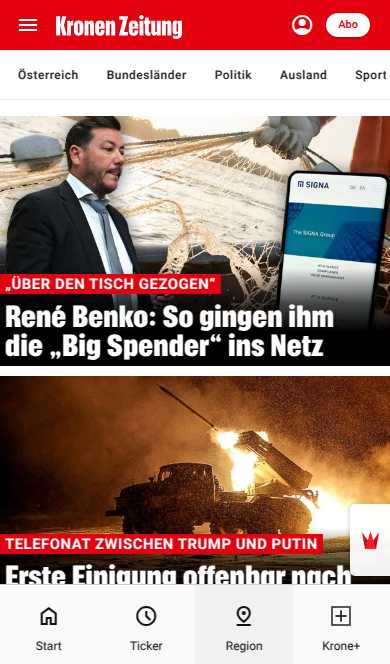 Kronen Zeitung
Abo
Österreich Bundesländer Politik Ausland Sport
SIGNA
The SIGNA Group
„ÜBER DEN TISCH GEZOGEN“
René Benko: So gingen ihm
die „Big Spender“ ins Netz
TELEFONAT ZWISCHEN TRUMP UND PUTIN
Erste Einigung offenbar nach
Start Ticker Region Krone+